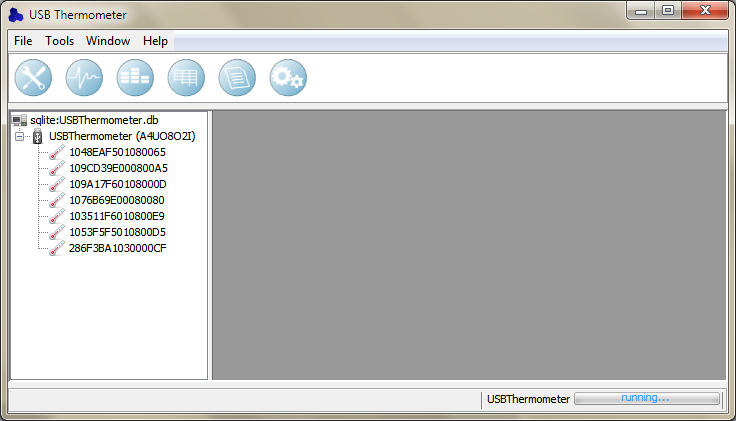 USB Thermometer
File Tools Window Help
sqlite:USBThermometer.db
USBThermometer (A4UO8O2I)
1048EAF501080065
109CD39E000800A5
109A17F60108000D
1076B69E00080080
103511F6010800E9
1053F5F5010800D5
286F3BA1030000CF
USBThermometer running...